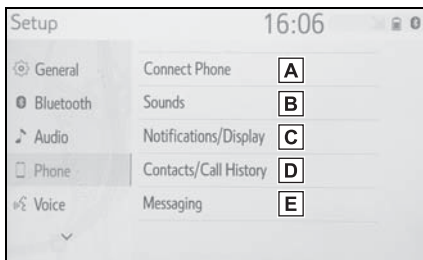 Setup 16:06
General
Bluetooth
Audio
Phone
Voice
Connect Phone A
Sounds B
Notifications/Display C
Contacts/Call History D
Messaging E